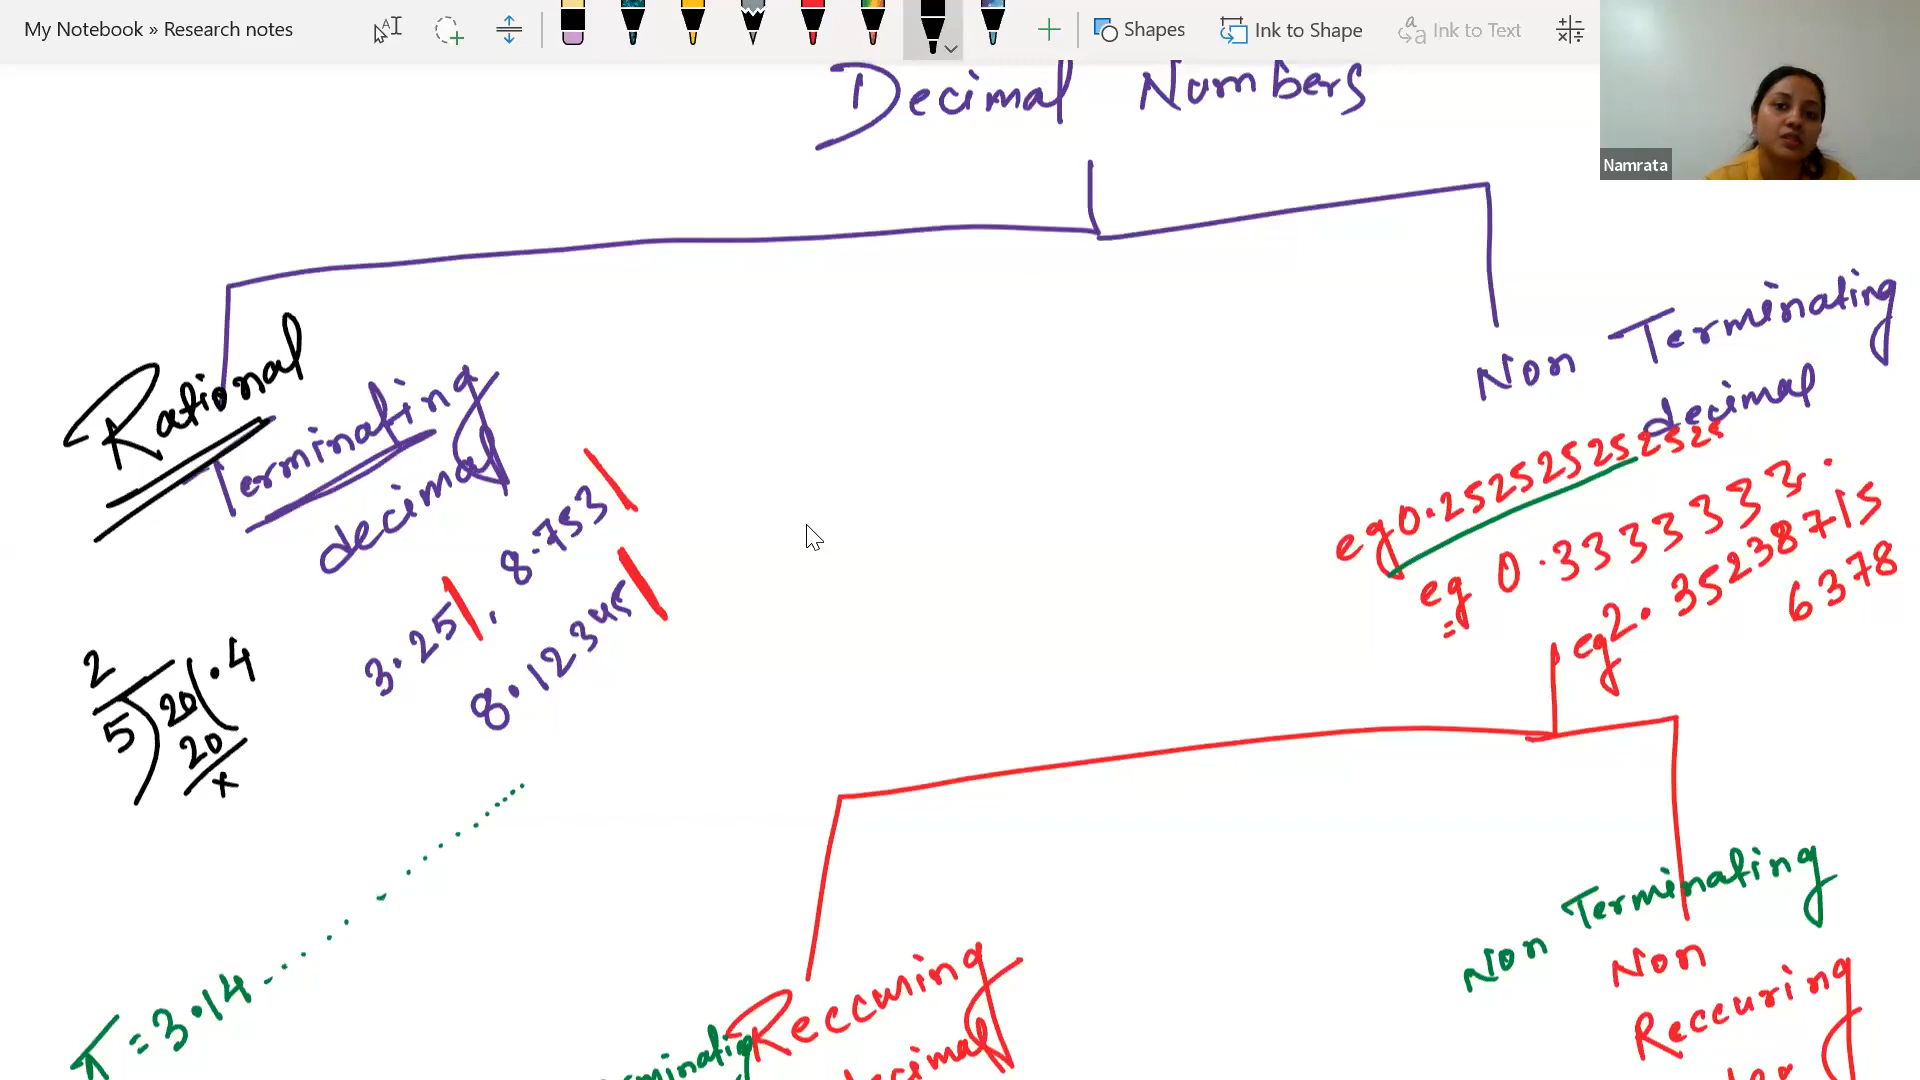 My Notebook » Research notes
Shapes
Ink to Shape
Ink to Text
Namrata
Decimal Numbers
Rational
Terminating
decimal
3.25, 8.753
8.12345
Non Terminating
decimal
eg 0.2525252525252
eg 0.333333.
eg 2.35238715
6378
2
5)20(.4
20
x
π = 3.14........
Reccuring
decimal
Non Terminating
Non
Reccuring